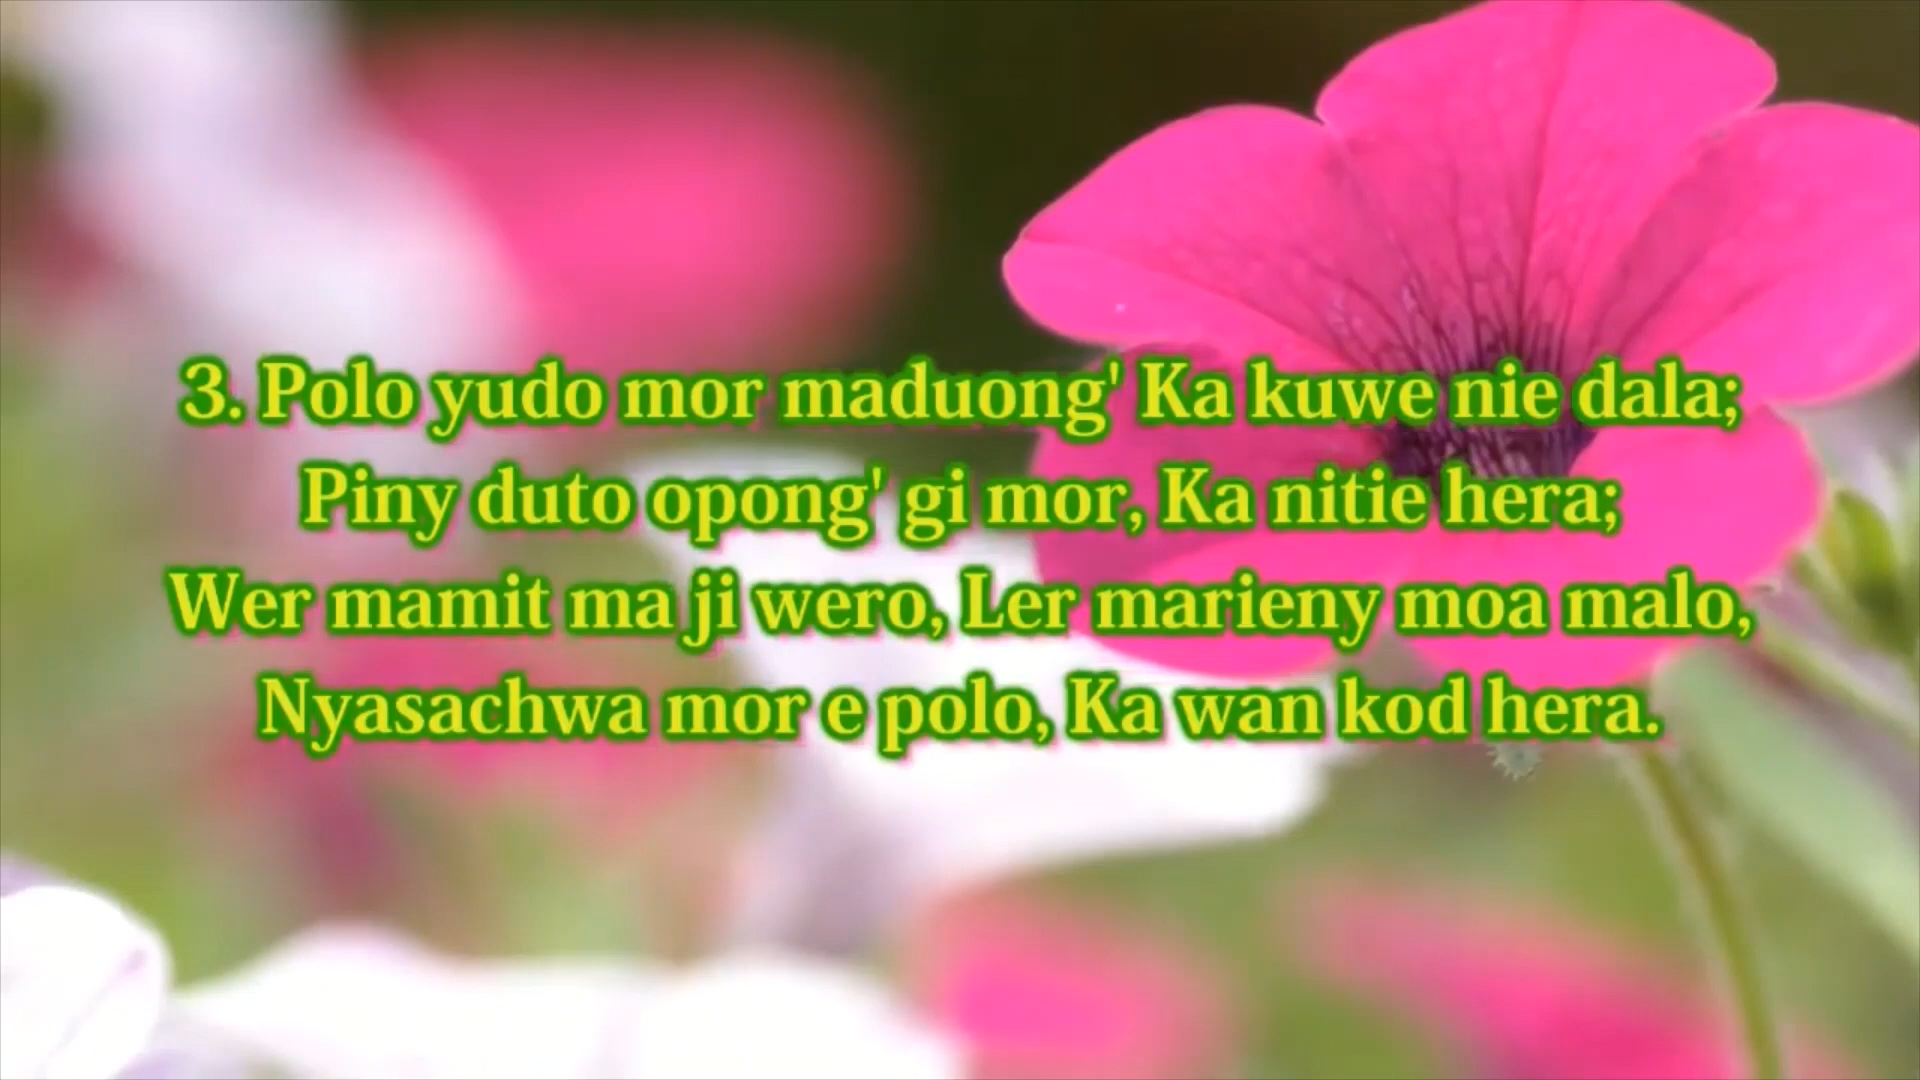 3. Polo yudo mor maduong' Ka kuwe nie dala;
Piny duto opong' gi mor, Ka nitie hera;
Wer mamit ma ji wero, Ler marieny moa malo,
Nyasachwa mor e polo, Ka wan kod hera.